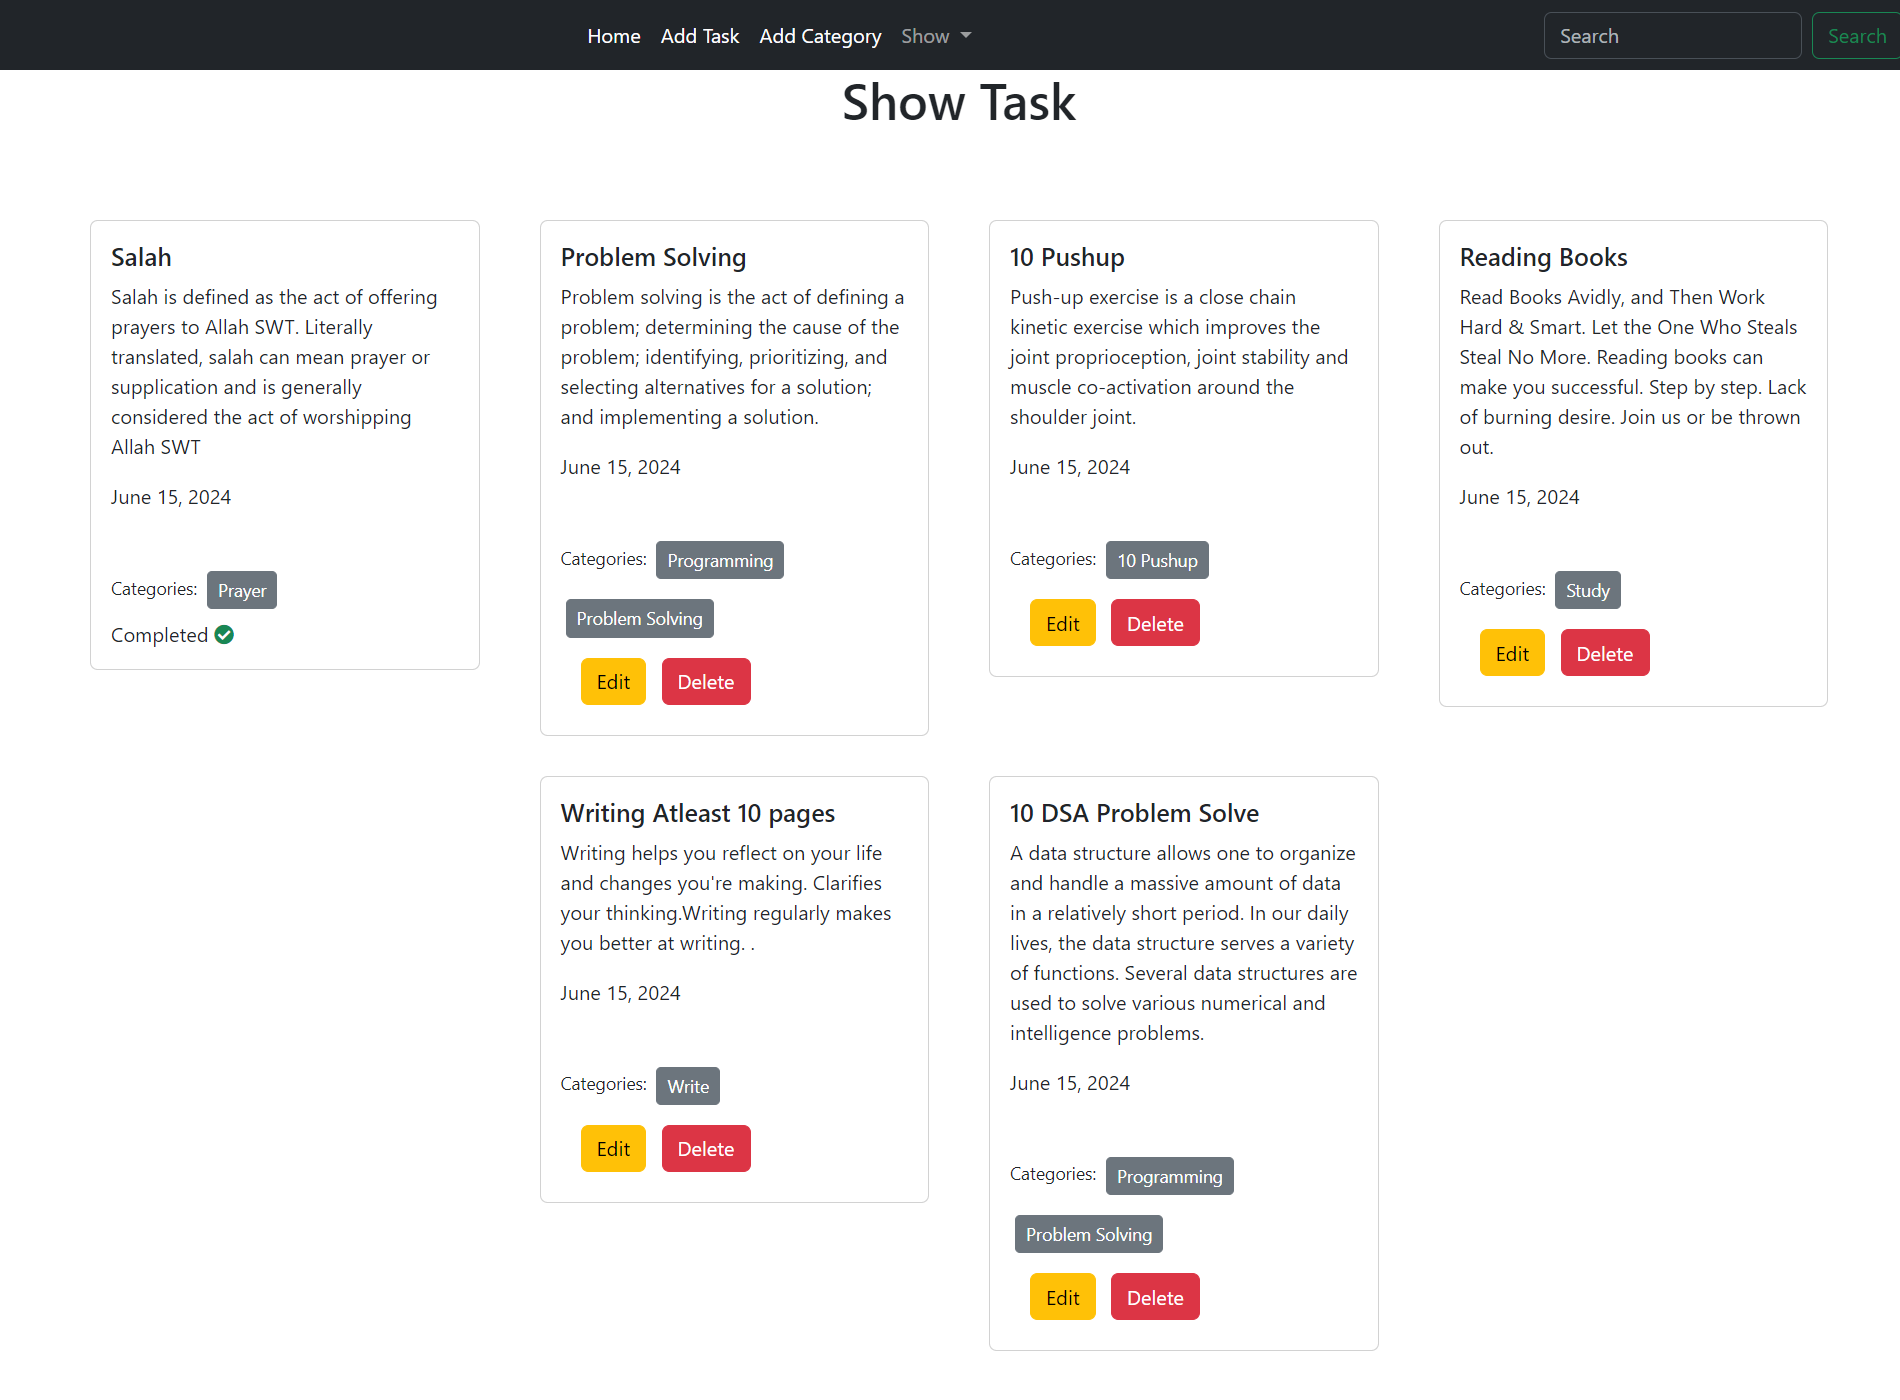 Home Add Task Add Category Show Search Search
Show Task
Salah
Salah is defined as the act of offering
prayers to Allah SWT. Literally
translated, salah can mean prayer or
supplication and is generally
considered the act of worshipping
Allah SWT
June 15, 2024
Categories: Prayer
Completed
Problem Solving
Problem solving is the act of defining a
problem; determining the cause of the
problem; identifying, prioritizing, and
selecting alternatives for a solution;
and implementing a solution.
June 15, 2024
Categories: Programming
Problem Solving
Edit Delete
10 Pushup
Push-up exercise is a close chain
kinetic exercise which improves the
joint proprioception, joint stability and
muscle co-activation around the
shoulder joint.
June 15, 2024
Categories: 10 Pushup
Edit Delete
Reading Books
Read Books Avidly, and Then Work
Hard & Smart. Let the One Who Steals
Steal No More. Reading books can
make you successful. Step by step. Lack
of burning desire. Join us or be thrown
out.
June 15, 2024
Categories: Study
Edit Delete
Writing Atleast 10 pages
Writing helps you reflect on your life
and changes you're making. Clarifies
your thinking.Writing regularly makes
you better at writing. .
June 15, 2024
Categories: Write
Edit Delete
10 DSA Problem Solve
A data structure allows one to organize
and handle a massive amount of data
in a relatively short period. In our daily
lives, the data structure serves a variety
of functions. Several data structures are
used to solve various numerical and
intelligence problems.
June 15, 2024
Categories: Programming
Problem Solving
Edit Delete